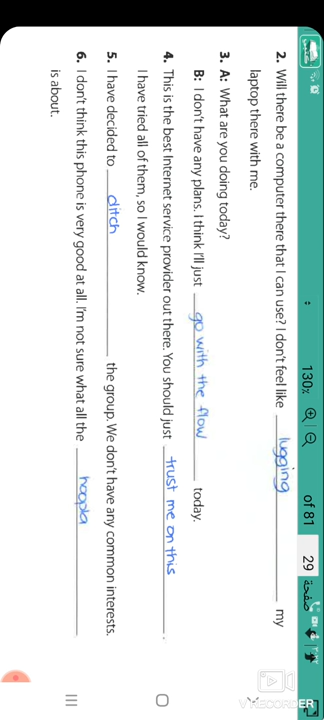 2. Will there be a computer there that I can use? I don't feel like lugging my
laptop there with me.
3. A: What are you doing today?
B: I don't have any plans. I think I'll just go with the flow today.
4. This is the best Internet service provider out there. You should just trust me on this.
I have tried all of them, so I would know.
5. I have decided to ditch the group. We don't have any common interests.
6. I don't think this phone is very good at all. I'm not sure what all the hoopla
is about.
130%
of 81
29
صفحة
V RECORDER